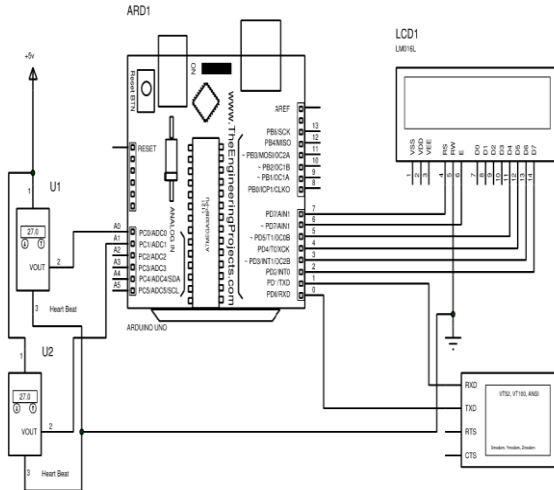 ARD1
LCD1
LM016L
+5v
Reset BTN
ON
www.TheEngineeringProjects.com
RESET
AREF
PB5/SCK
13
PB4/MISO
12
~ PB3/MOSI/OC2A
11
~ PB2/OC1B
10
~ PB1/OC1A
9
PB0/ICP1/CLKO
8
VSS
VDD
VEE
RS
RW
E
D0
D1
D2
D3
D4
D5
D6
D7
1
2
3
4
5
6
7
8
9
10
11
12
13
14
U1
1
27.0
VOUT
2
3
Heart Beat
A0
PC0/ADC0
A1
PC1/ADC1
A2
PC2/ADC2
A3
PC3/ADC3
A4
PC4/ADC4/SDA
A5
PC5/ADC5/SCL
ANALOG IN
ARDUINO UNO
PD7/AIN1
7
~ PD6/AIN1
6
~ PD5/T1/OC0B
5
PD4/T0/XCK
4
~ PD3/INT1/OC2B
3
PD2/INT0
2
PD1/TXD
1
PD0/RXD
0
U2
1
27.0
VOUT
2
3
Heart Beat
RXD
TXD
RTS
CTS
VT52, VT100, ANSI
Xmodem, Ymodem, Zmodem